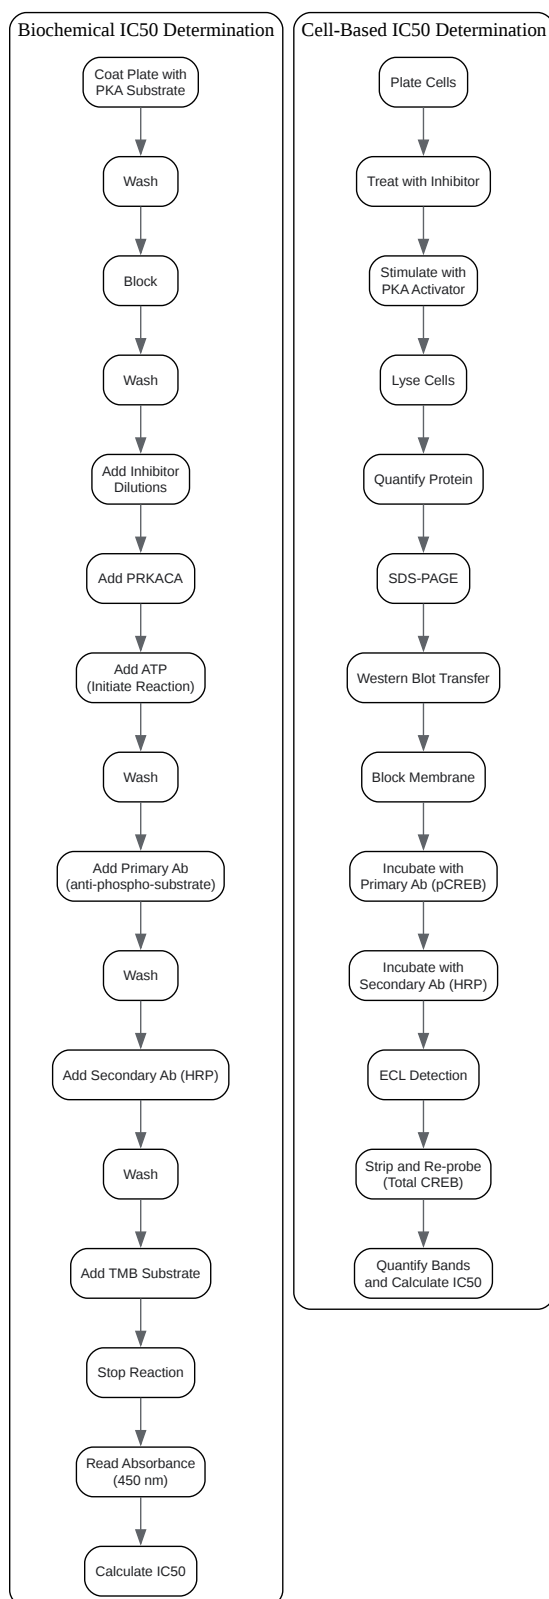 Biochemical IC50 Determination
Coat Plate with
PKA Substrate
Wash
Block
Wash
Add Inhibitor
Dilutions
Add PRKACA
Add ATP
(Initiate Reaction)
Wash
Add Primary Ab
(anti-phospho-substrate)
Wash
Add Secondary Ab (HRP)
Wash
Add TMB Substrate
Stop Reaction
Read Absorbance
(450 nm)
Calculate IC50
Cell-Based IC50 Determination
Plate Cells
Treat with Inhibitor
Stimulate with
PKA Activator
Lyse Cells
Quantify Protein
SDS-PAGE
Western Blot Transfer
Block Membrane
Incubate with
Primary Ab (pCREB)
Incubate with
Secondary Ab (HRP)
ECL Detection
Strip and Re-probe
(Total CREB)
Quantify Bands
and Calculate IC50